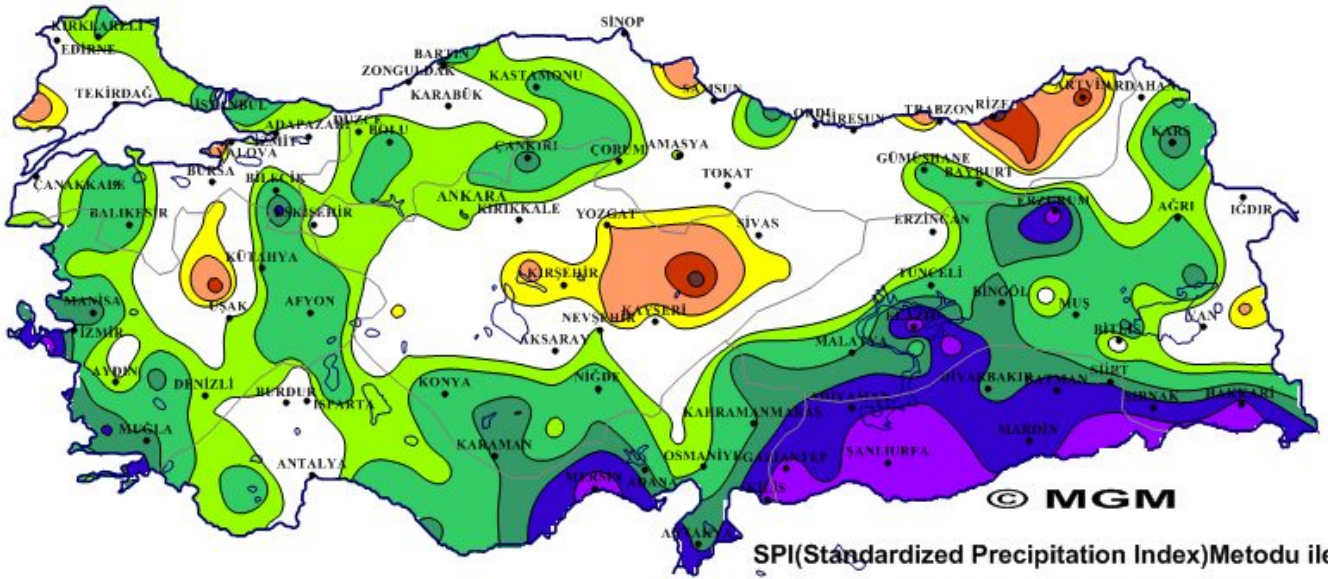 SİNOP
KIRKLARELİ
EDİRNE
BARTIN
ZONGULDAK
KASTAMONU
TEKİRDAĞ
İSTANBUL
KARABÜK
SAMSUN
ARTVİN
ARDAHAN
ADAPAZARI
DÜZCE
BOLU
ORDU
GİRESUN
TRABZON
RİZE
KARS
İZMİT
YALOVA
ÇANKIRI
ÇORUM
AMASYA
GÜMÜŞHANE
BAYBURT
ÇANAKKALE
BURSA
BİLECİK
ANKARA
TOKAT
BALIKESİR
ESKİŞEHİR
KIRIKKALE
YOZGAT
SİVAS
ERZİNCAN
ERZURUM
AĞRI
IĞDIR
KÜTAHYA
KIRŞEHİR
TUNCELİ
MANİSA
UŞAK
AFYON
NEVŞEHİR
KAYSERİ
ELAZIĞ
BİNGÖL
MUŞ
BİTLİS
VAN
İZMİR
AKSARAY
MALATYA
AYDIN
DENİZLİ
BURDUR
ISPARTA
KONYA
NİĞDE
DİYARBAKIR
BATMAN
SİİRT
KAHRAMANMARAŞ
ADIYAMAN
ŞIRNAK
HAKKARİ
MUĞLA
KARAMAN
MARDİN
ANTALYA
MERSİN
ADANA
OSMANİYE
GAZİANTEP
ŞANLIURFA
KİLİS
© MGM
ANTAKYA
SPI(Standardized Precipitation Index)Metodu ile